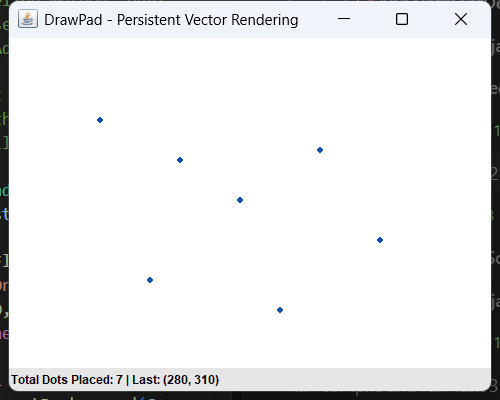 DrawPad - Persistent Vector Rendering
Total Dots Placed: 7 | Last: (280, 310)